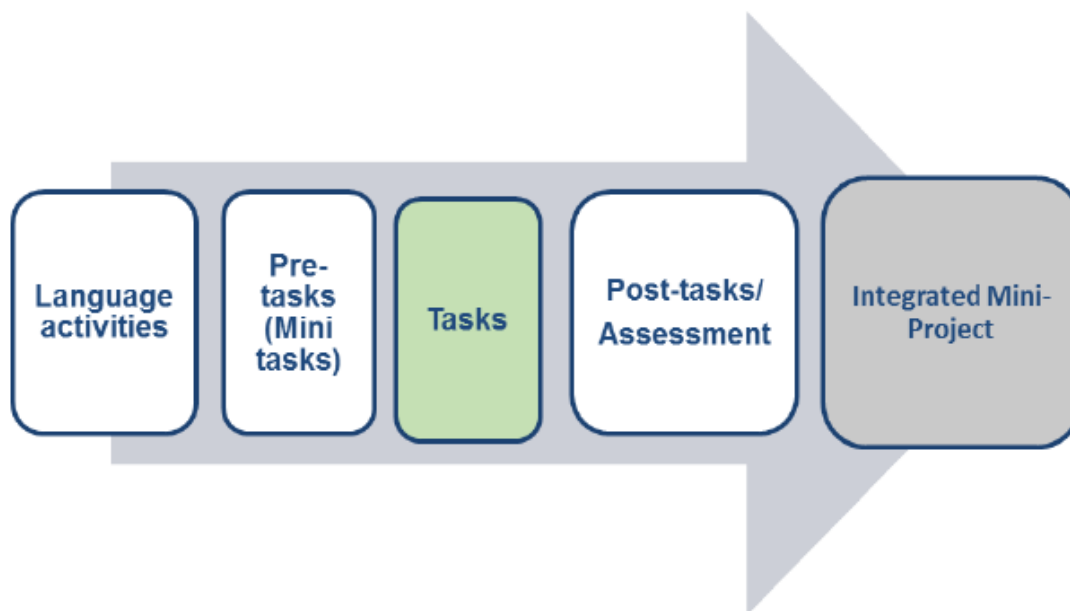 Language
activities
Pre-
tasks
(Mini
tasks)
Tasks
Post-tasks/
Assessment
Integrated Mini-
Project